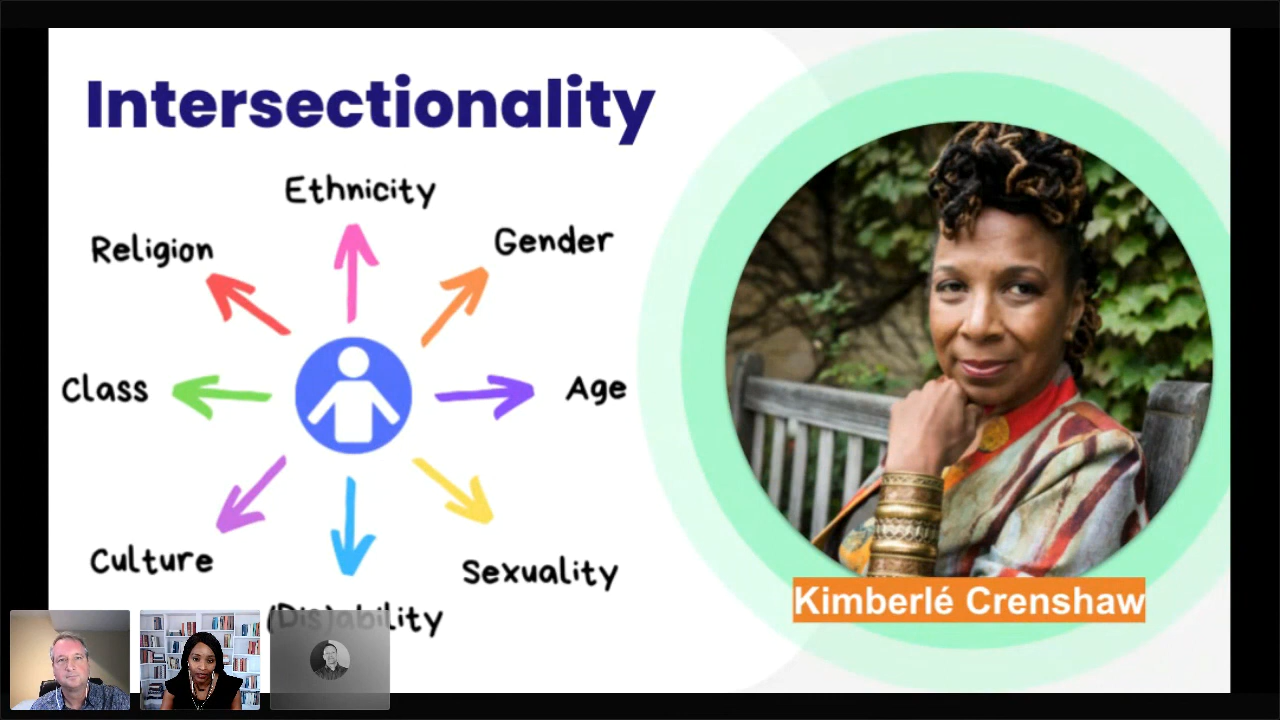 Intersectionality
Ethnicity
Religion
Gender
Class
Age
Culture
Sexuality
(Dis)ability
Kimberlé Crenshaw